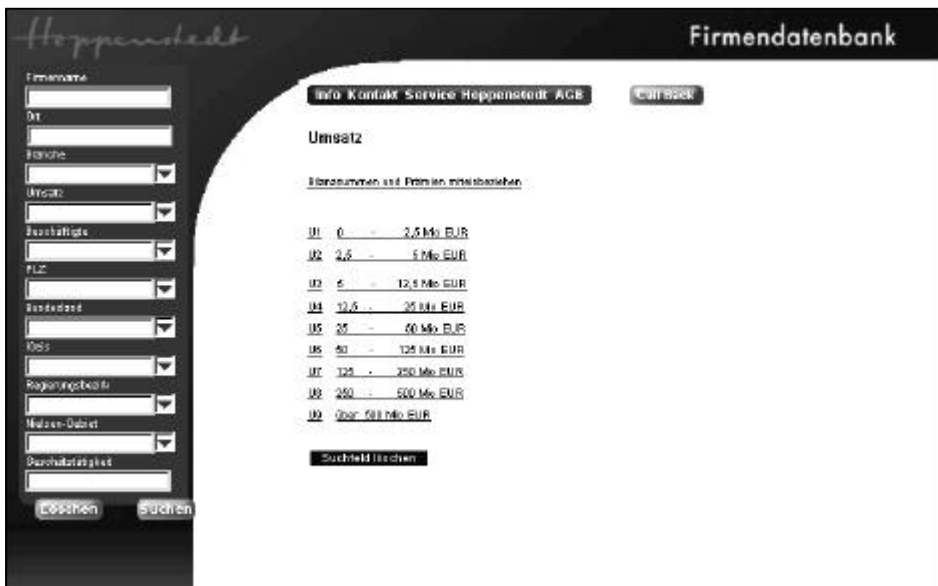 Hoppenstedt
Firmendatenbank
Firmenname
Ort
Branche
Umsatz
Beschäftigte
PLZ
Bundesland
Kreis
Regierungsbezirk
Nielsen-Gebiet
Geschäftstätigkeit
Löschen Suchen
Info Kontakt Service Hoppenstedt AGB Call Back
Umsatz
Bilanzsummen und Prämien miteinbeziehen
U1 0 - 2,5 Mio EUR
U2 2,5 - 5 Mio EUR
U3 5 - 12,5 Mio EUR
U4 12,5 - 25 Mio EUR
U5 25 - 50 Mio EUR
U6 50 - 125 Mio EUR
U7 125 - 250 Mio EUR
U8 250 - 500 Mio EUR
U9 über 500 Mio EUR
Suchfeld löschen